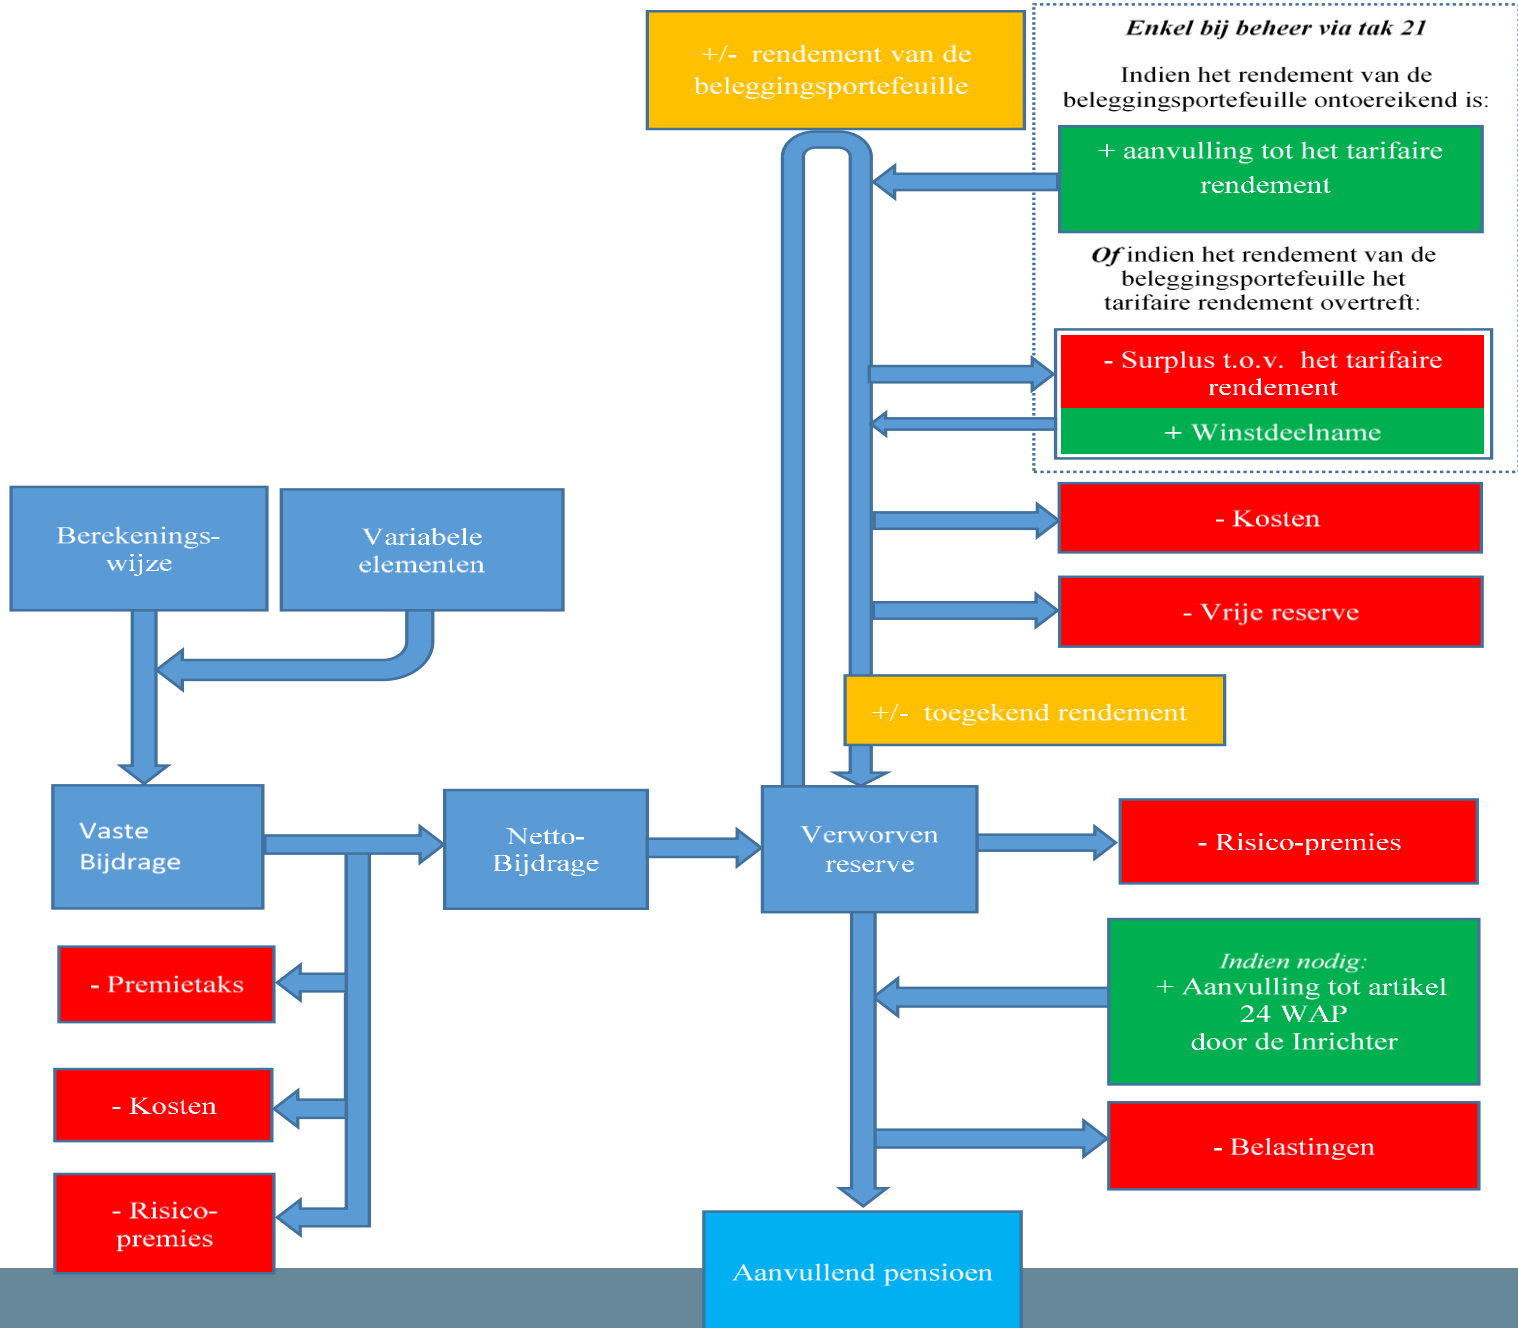 +/- rendement van de
beleggingsportefeuille
Enkel bij beheer via tak 21
Indien het rendement van de
beleggingsportefeuille ontoereikend is:
+ aanvulling tot het tarifaire
rendement
Of indien het rendement van de
beleggingsportefeuille het
tarifaire rendement overtreft:
- Surplus t.o.v. het tarifaire
rendement
+ Winstdeelname
- Kosten
- Vrije reserve
+/- toegekend rendement
Berekenings-
wijze
Variabele
elementen
Vaste
Bijdrage
Netto-
Bijdrage
Verworven
reserve
- Risico-premies
- Premietaks
- Kosten
- Risico-
premies
Indien nodig:
+ Aanvulling tot artikel
24 WAP
door de Inrichter
- Belastingen
Aanvullend pensioen